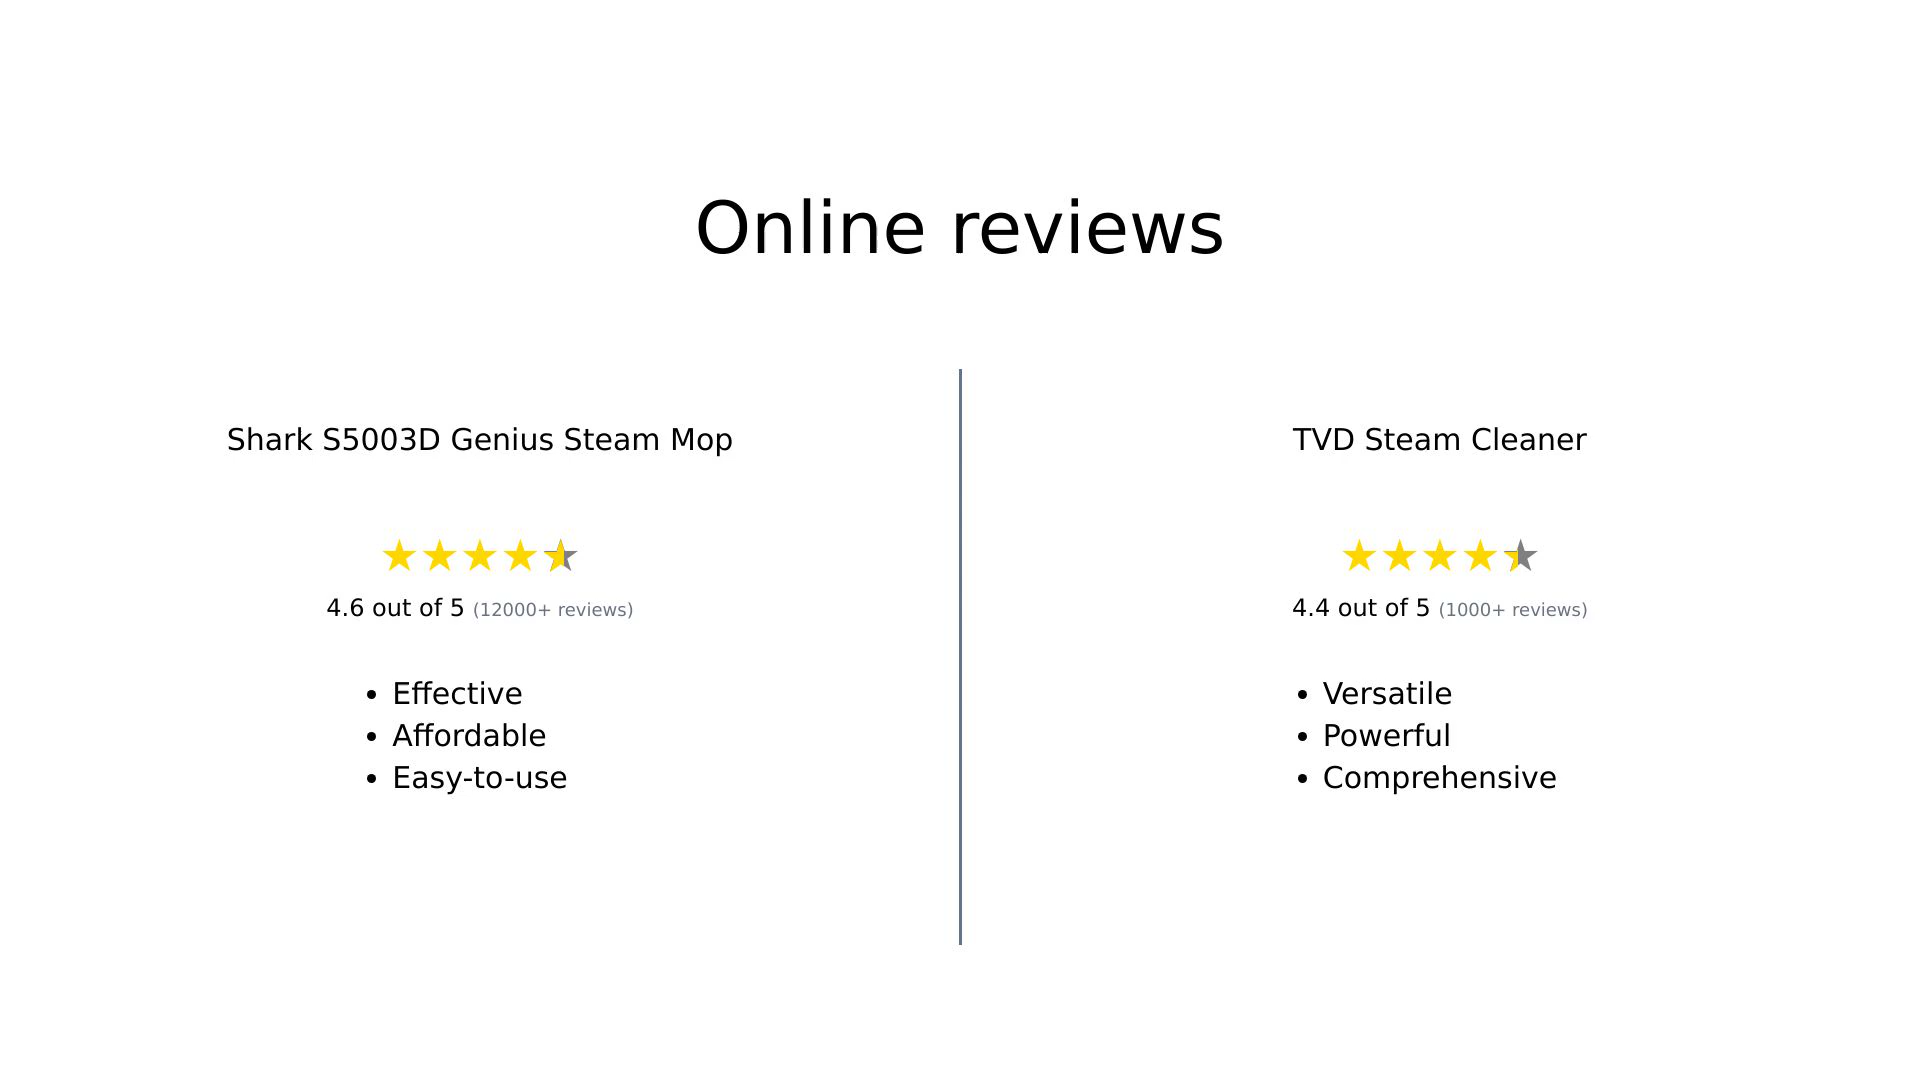 Online reviews
Shark S5003D Genius Steam Mop
4.6 out of 5 (12000+ reviews)
• Effective
• Affordable
• Easy-to-use
TVD Steam Cleaner
4.4 out of 5 (1000+ reviews)
• Versatile
• Powerful
• Comprehensive